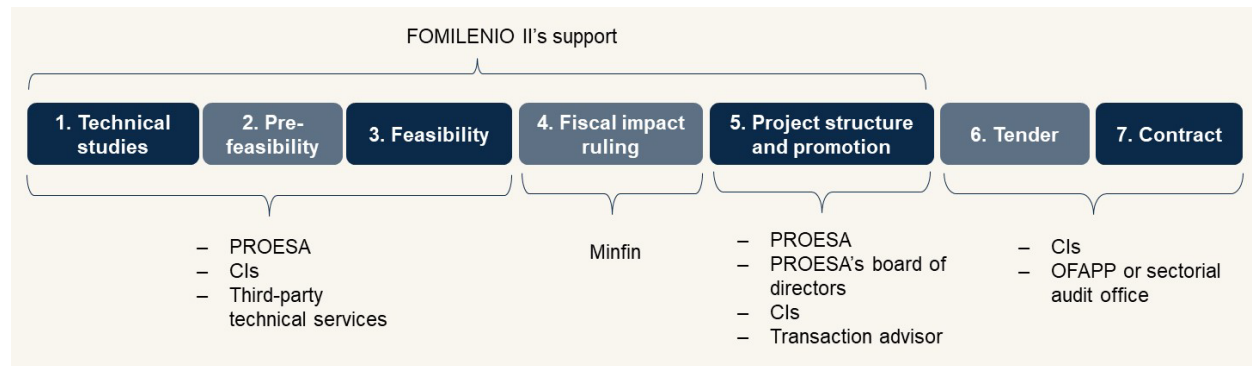 FOMILENIO II's support
1. Technical
studies
2. Pre-
feasibility
3. Feasibility
4. Fiscal impact
ruling
5. Project structure
and promotion
6. Tender
7. Contract
– PROESA
– CIs
– Third-party
technical services
Minfin
– PROESA
– PROESA's board of
directors
– CIs
– Transaction advisor
– CIs
– OFAPP or sectorial
audit office